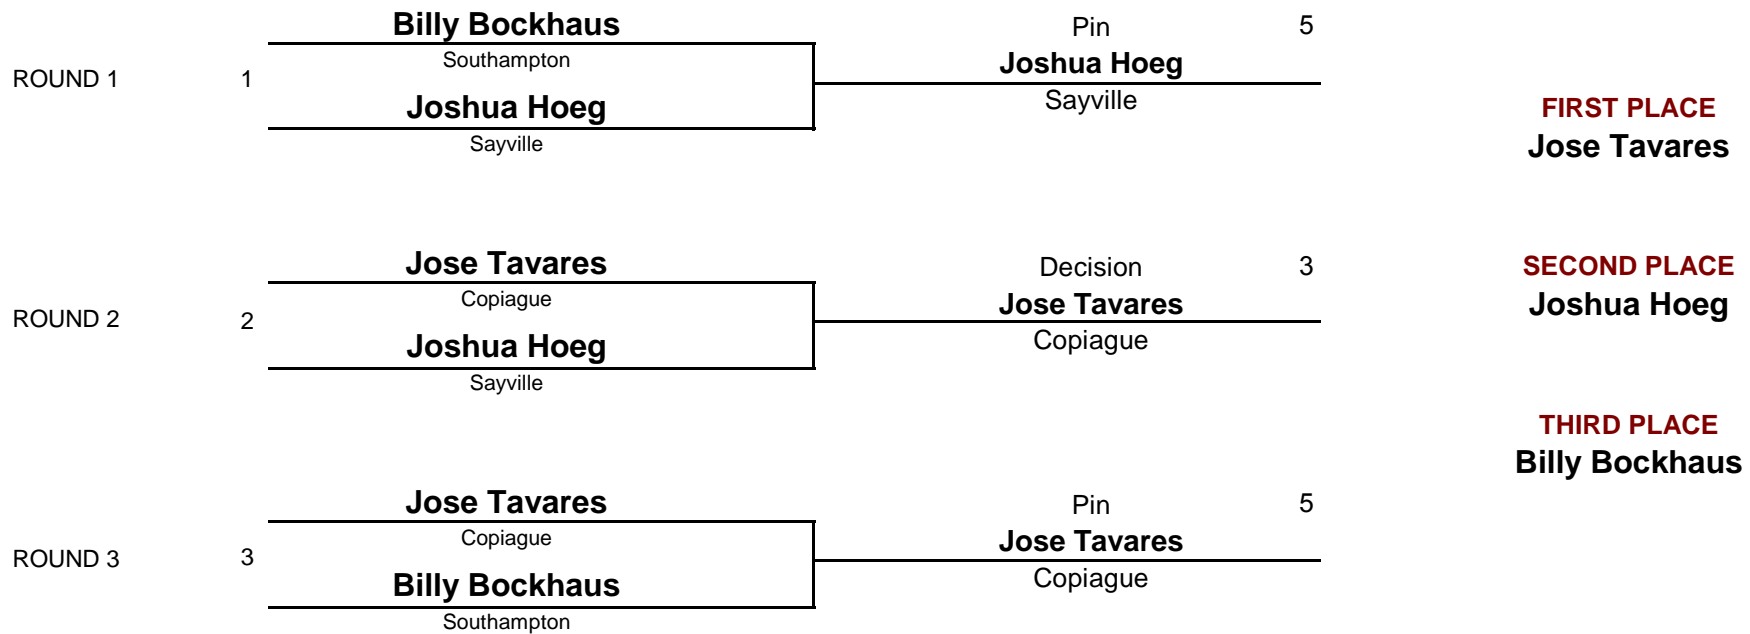 Billy Bockhaus
Southampton
ROUND 1
1
Joshua Hoeg
Sayville
Pin 5
Joshua Hoeg
Sayville
Jose Tavares
Copiague
ROUND 2
2
Joshua Hoeg
Sayville
Decision 3
Jose Tavares
Copiague
Jose Tavares
Copiague
ROUND 3
3
Billy Bockhaus
Southampton
Pin 5
Jose Tavares
Copiague
FIRST PLACE
Jose Tavares
SECOND PLACE
Joshua Hoeg
THIRD PLACE
Billy Bockhaus